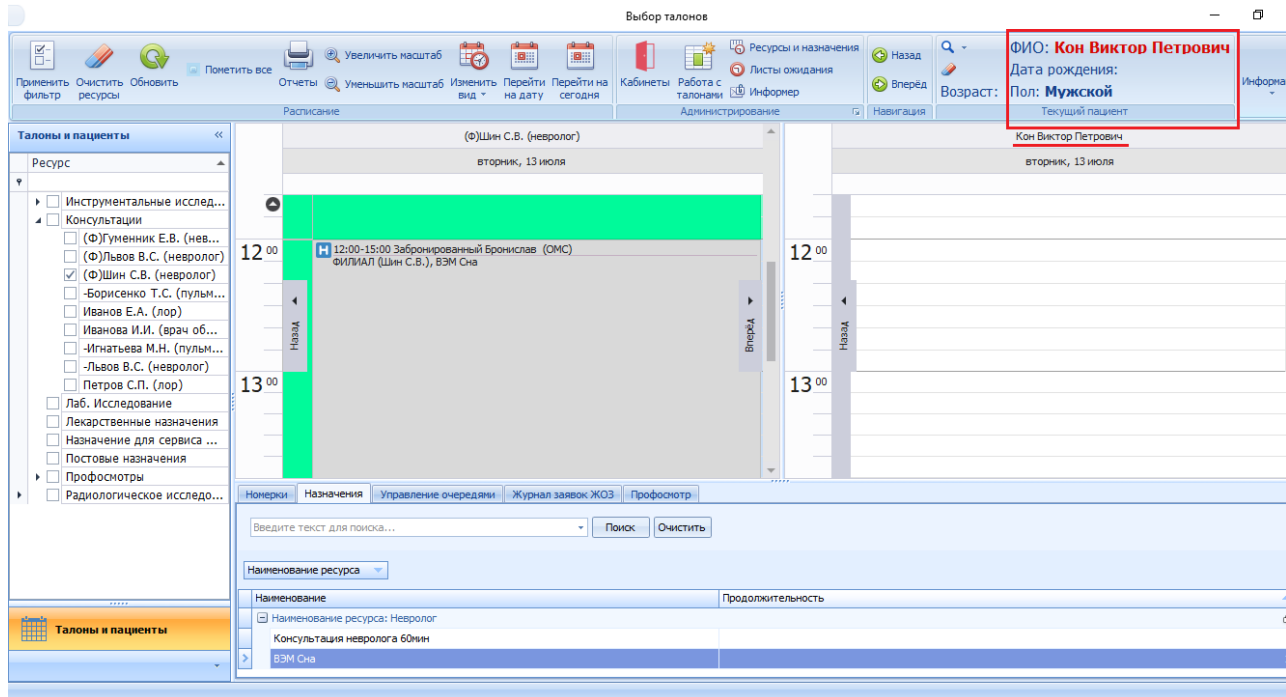 Выбор талонов
Применить фильтр
Очистить ресурсы
Обновить
Пометить все
Отчеты
Увеличить масштаб
Уменьшить масштаб
Изменить вид
Перейти на дату
Перейти на сегодня
Расписание
Кабинеты
Работа с талонами
Ресурсы и назначения
Листы ожидания
Информер
Администрирование
Назад
Вперёд
Навигация
Возраст:
ФИО: Кон Виктор Петрович
Дата рождения:
Пол: Мужской
Текущий пациент
Информа
Талоны и пациенты
Ресурс
Инструментальные исслед...
Консультации
(Ф)Гуменник Е.В. (нев...
(Ф)Львов В.С. (невролог)
(Ф)Шин С.В. (невролог)
-Борисенко Т.С. (пульм...
Иванов Е.А. (лор)
Иванова И.И. (врач об...
-Игнатьева М.Н. (пульм...
-Львов В.С. (невролог)
Петров С.П. (лор)
Лаб. Исследование
Лекарственные назначения
Назначение для сервиса ...
Постовые назначения
Профосмотры
Радиологическое исследо...
Талоны и пациенты
(Ф)Шин С.В. (невролог)
вторник, 13 июля
12 00
Н 12:00-15:00 Забронированный Бронислав (ОМС)
ФИЛИАЛ (Шин С.В.), ВЭМ Сна
Назад
Вперёд
13 00
Кон Виктор Петрович
вторник, 13 июля
12 00
Назад
13 00
Номерки
Назначения
Управление очередями
Журнал заявок ЖОЗ
Профосмотр
Введите текст для поиска...
Поиск
Очистить
Наименование ресурса
Наименование
Продолжительность
Наименование ресурса: Невролог
Консультация невролога 60мин
ВЭМ Сна